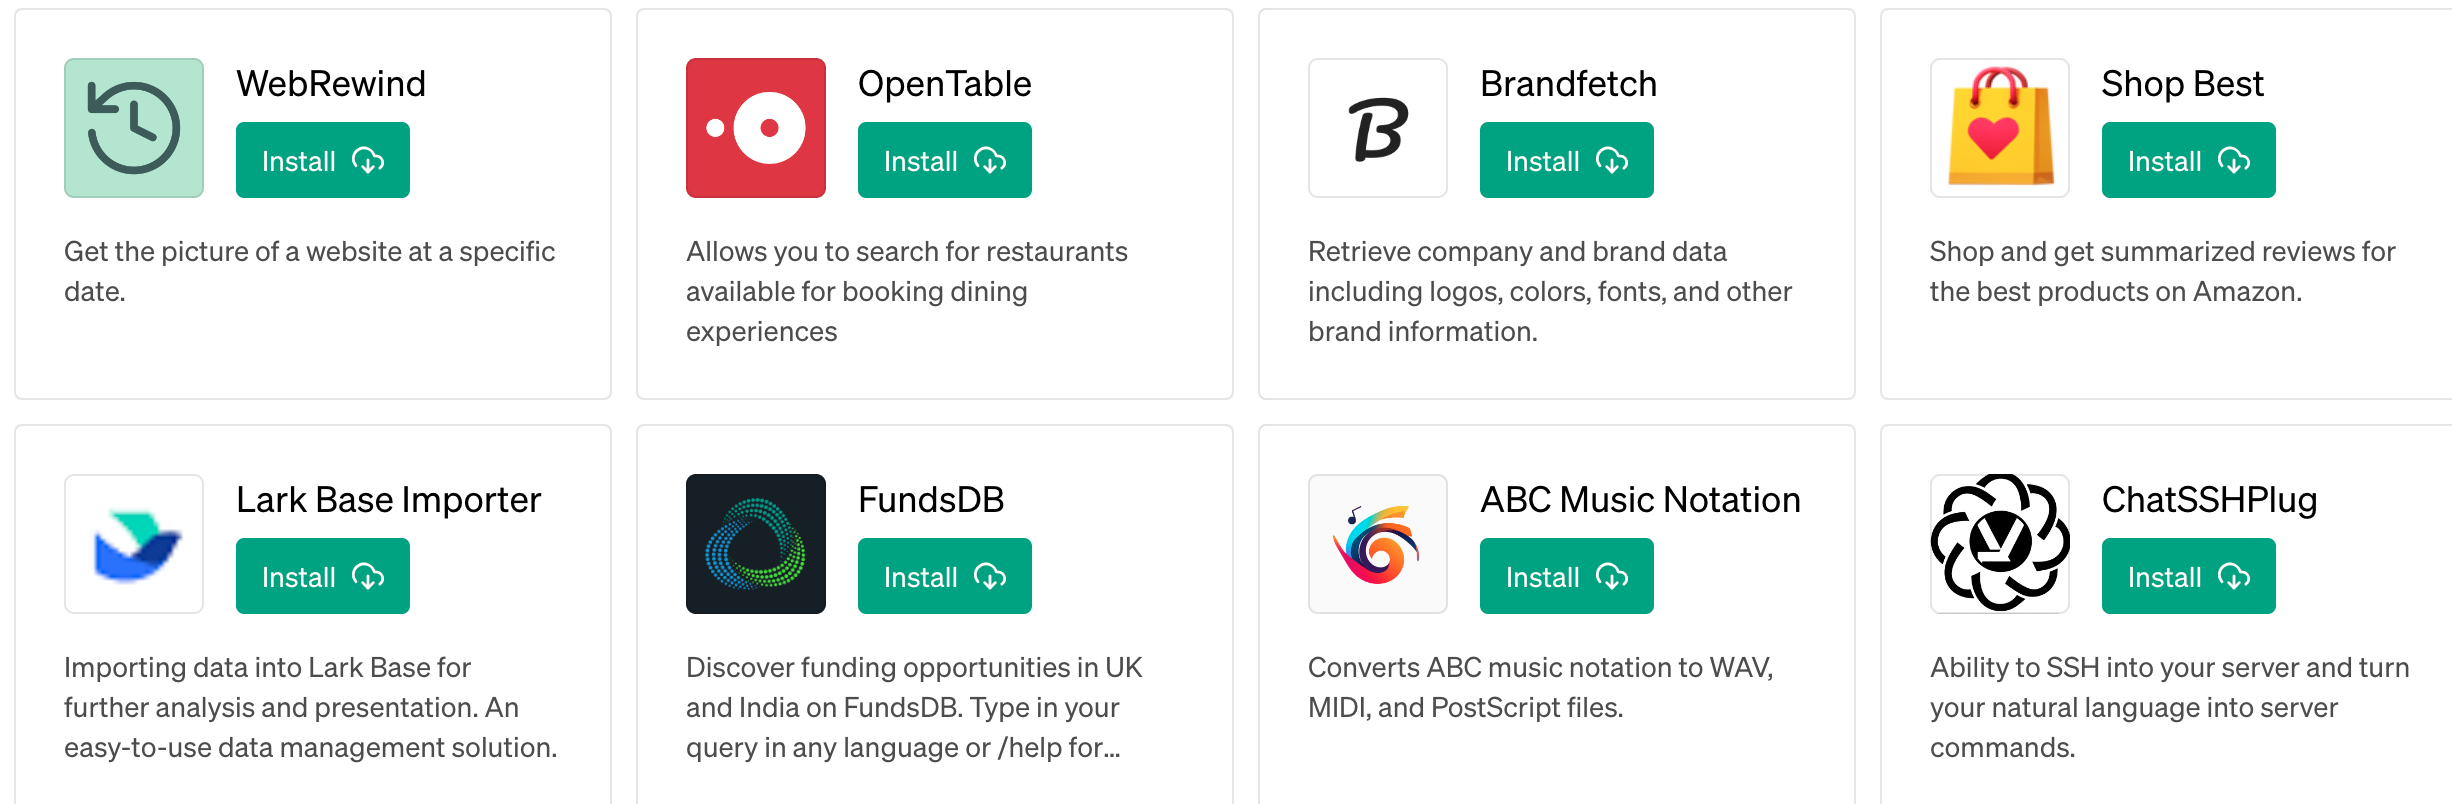 WebRewind
Install
Get the picture of a website at a specific
date.
OpenTable
Install
Allows you to search for restaurants
available for booking dining
experiences
Brandfetch
Install
Retrieve company and brand data
including logos, colors, fonts, and other
brand information.
Shop Best
Install
Shop and get summarized reviews for
the best products on Amazon.
Lark Base Importer
Install
Importing data into Lark Base for
further analysis and presentation. An
easy-to-use data management solution.
FundsDB
Install
Discover funding opportunities in UK
and India on FundsDB. Type in your
query in any language or /help for...
ABC Music Notation
Install
Converts ABC music notation to WAV,
MIDI, and PostScript files.
ChatSSHPlug
Install
Ability to SSH into your server and turn
your natural language into server
commands.